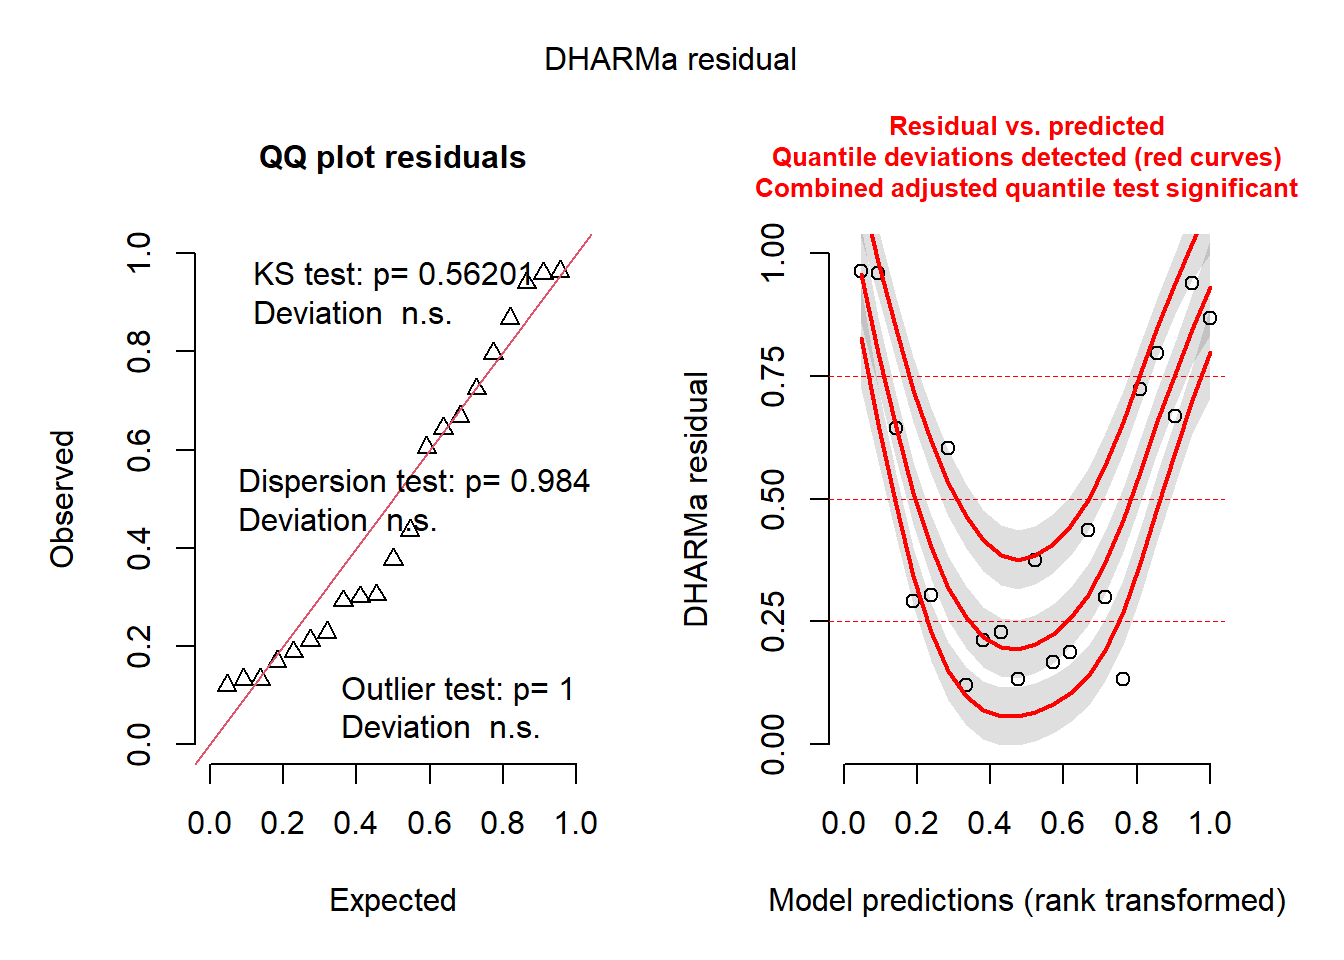 DHARMa residual
QQ plot residuals
KS test: p= 0.56201
Deviation  n.s.
Dispersion test: p= 0.984
Deviation  n.s.
Outlier test: p= 1
Deviation  n.s.
Observed
0.0 0.2 0.4 0.6 0.8 1.0
0.0 0.2 0.4 0.6 0.8 1.0
Expected
Residual vs. predicted
Quantile deviations detected (red curves)
Combined adjusted quantile test significant
DHARMa residual
0.00 0.25 0.50 0.75 1.00
0.0 0.2 0.4 0.6 0.8 1.0
Model predictions (rank transformed)